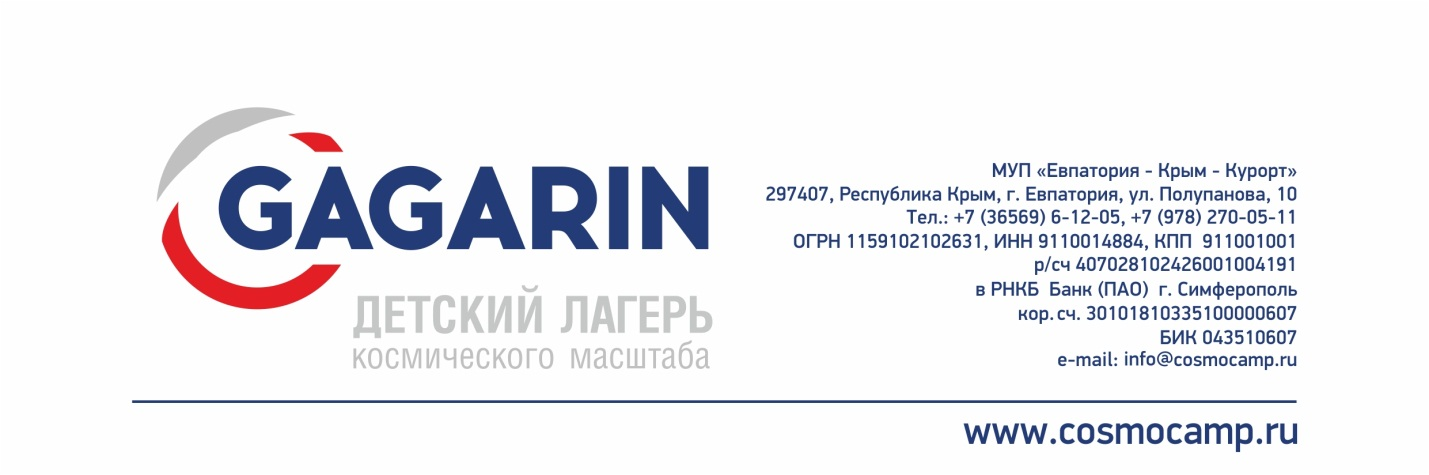 GAGARIN
ДЕТСКИЙ ЛАГЕРЬ
космического масштаба
МУП «Евпатория - Крым - Курорт»
297407, Республика Крым, г. Евпатория, ул. Полупанова, 10
Тел.: +7 (36569) 6-12-05, +7 (978) 270-05-11
ОГРН 1159102102631, ИНН 9110014884, КПП 911001001
р/сч 407028102426001004191
в РНКБ Банк (ПАО) г. Симферополь
кор. сч. 30101810335100000607
БИК 043510607
e-mail: info@cosmocamp.ru
www.cosmocamp.ru